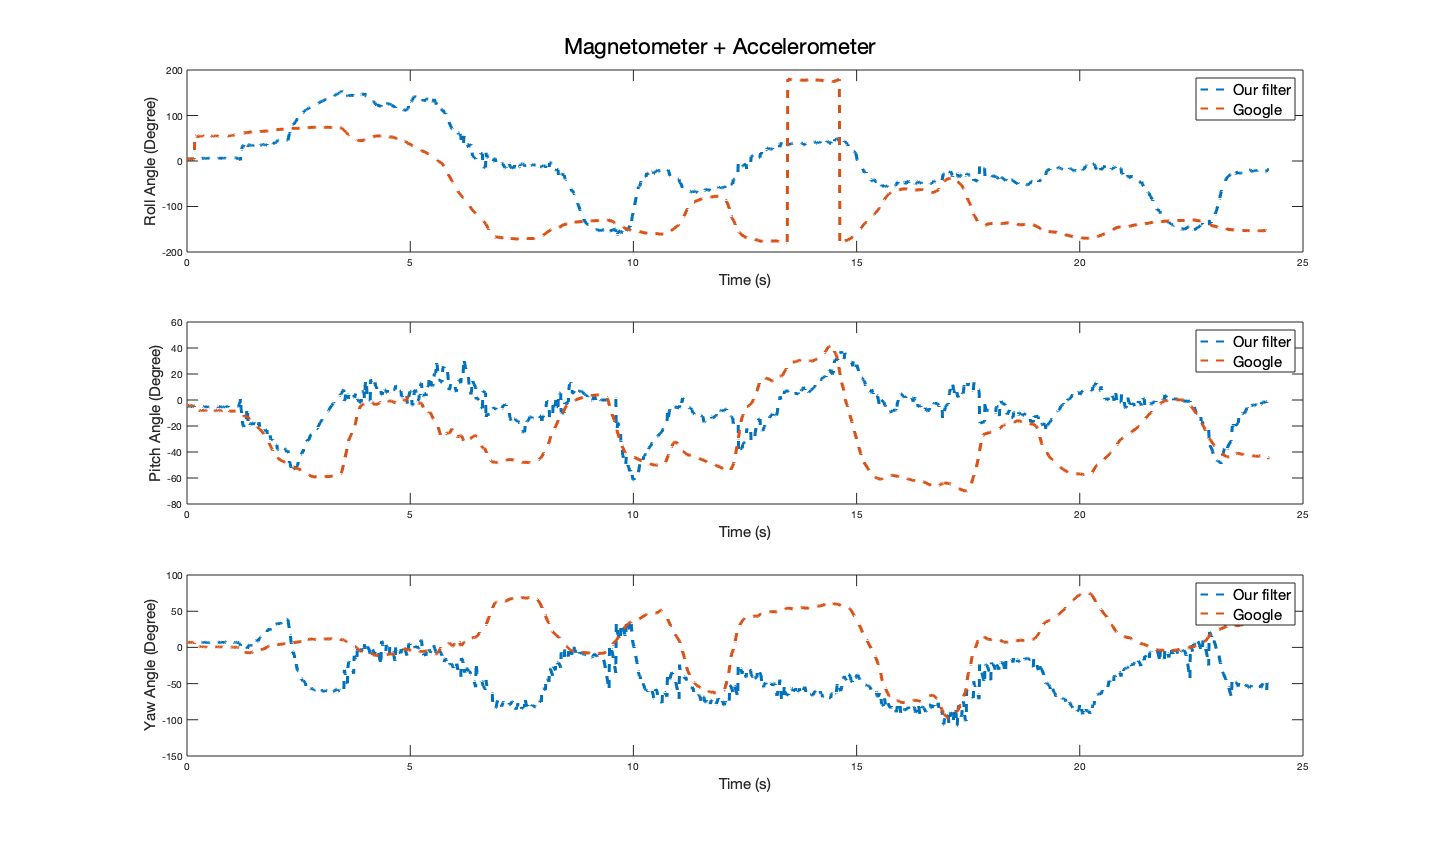 Magnetometer + Accelerometer
200
100
0
-100
-200
Roll Angle (Degree)
Our filter
Google
0 5 10 15 20 25
Time (s)
60
40
20
0
-20
-40
-60
-80
Pitch Angle (Degree)
Our filter
Google
0 5 10 15 20 25
Time (s)
100
50
0
-50
-100
-150
Yaw Angle (Degree)
Our filter
Google
0 5 10 15 20 25
Time (s)